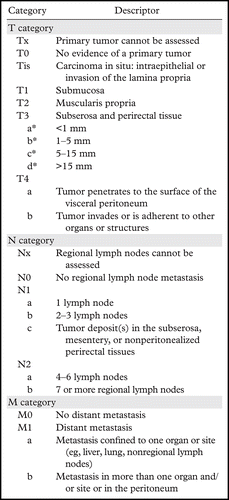 Category Descriptor
T category
Tx Primary tumor cannot be assessed
T0 No evidence of a primary tumor
Tis Carcinoma in situ: intraepithelial or
invasion of the lamina propria
T1 Submucosa
T2 Muscularis propria
T3 Subserosa and perirectal tissue
a* <1 mm
b* 1–5 mm
c* 5–15 mm
d* >15 mm
T4
a Tumor penetrates to the surface of the
visceral peritoneum
b Tumor invades or is adherent to other
organs or structures
N category
Nx Regional lymph nodes cannot be
assessed
N0 No regional lymph node metastasis
N1
a 1 lymph node
b 2–3 lymph nodes
c Tumor deposit(s) in the subserosa,
mesentery, or nonperitonealized
perirectal tissues
N2
a 4–6 lymph nodes
b 7 or more regional lymph nodes
M category
M0 No distant metastasis
M1 Distant metastasis
a Metastasis confined to one organ or site
(eg, liver, lung, nonregional lymph
nodes)
b Metastasis in more than one organ and/
or site or in the peritoneum